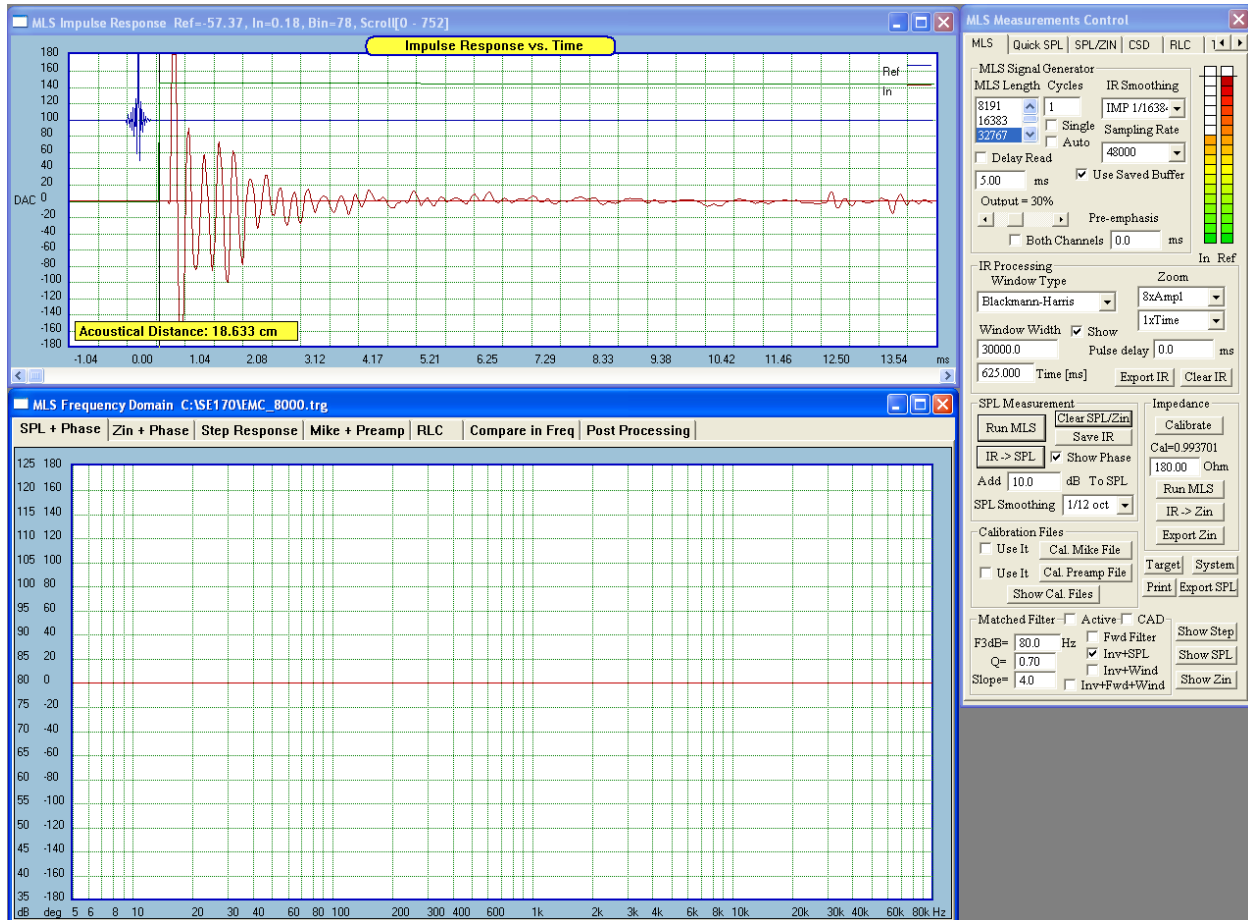 MLS Impulse Response Ref=-57.37, In=0.18, Bin=78, Scroll[0 - 752]
Impulse Response vs. Time
180
160
140
120
100
80
60
40
20
DAC 0
-20
-40
-60
-80
-100
-120
-140
-160
-180
Ref
In
Acoustical Distance: 18.633 cm
-1.04 0.00 1.04 2.08 3.12 4.17 5.21 6.25 7.29 8.33 9.38 10.42 11.46 12.50 13.54 ms
MLS Frequency Domain C:\SE170\EMC_8000.trg
SPL + Phase Zin + Phase Step Response Mike + Preamp RLC Compare in Freq Post Processing
125 180
120 160
115 140
110 120
105 100
100 80
95 60
90 40
85 20
80 0
75 -20
70 -40
65 -60
60 -80
55 -100
50 -120
45 -140
40 -160
35 -180
dB deg 5 6 8 10 20 30 40 60 80 100 200 300 400 600 1k 2k 3k 4k 6k 8k 10k 20k 30k 40k 60k 80k Hz
MLS Measurements Control
MLS Quick SPL SPL/ZIN CSD RLC
MLS Signal Generator
MLS Length Cycles IR Smoothing
8191 1 IMP 1/1638
16383 Single Sampling Rate
32767 Auto 48000
Delay Read
5.00 ms Use Saved Buffer
Output = 30%
Pre-emphasis
Both Channels 0.0 ms
In Ref
IR Processing
Window Type Zoom
Blackmann-Harris 8xAmpl
1xTime
Window Width Show
30000.0 Pulse delay 0.0 ms
625.000 Time [ms] Export IR Clear IR
SPL Measurement
Run MLS Clear SPL/Zin
Save IR
IR -> SPL Show Phase
Add 10.0 dB To SPL
SPL Smoothing 1/12 oct
Impedance
Calibrate
Cal=0.993701
180.00 Ohm
Run MLS
IR -> Zin
Export Zin
Calibration Files
Use It Cal. Mike File
Use It Cal. Preamp File
Show Cal. Files
Target System
Print Export SPL
Matched Filter Active CAD
F3dB= 80.0 Hz Fwd Filter
Q= 0.70 Inv+SPL
Inv+Wind
Slope= 4.0 Inv+Fwd+Wind
Show Step
Show SPL
Show Zin